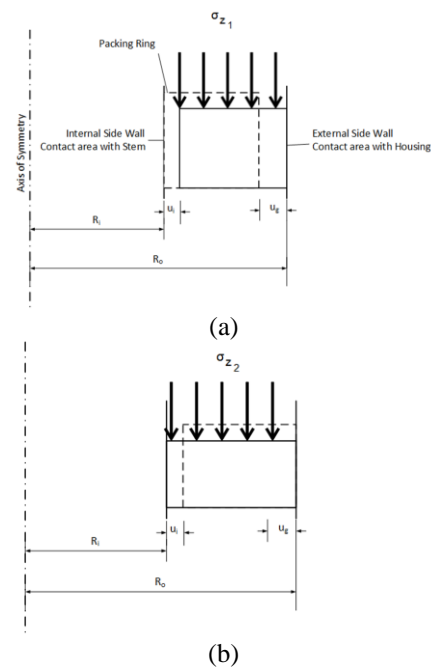 σz1
Packing Ring
Axis of Symmetry
Internal Side Wall
Contact area with Stem
External Side Wall
Contact area with Housing
ui
ug
Ri
Ro
(a)
σz2
ui
ug
Ri
Ro
(b)